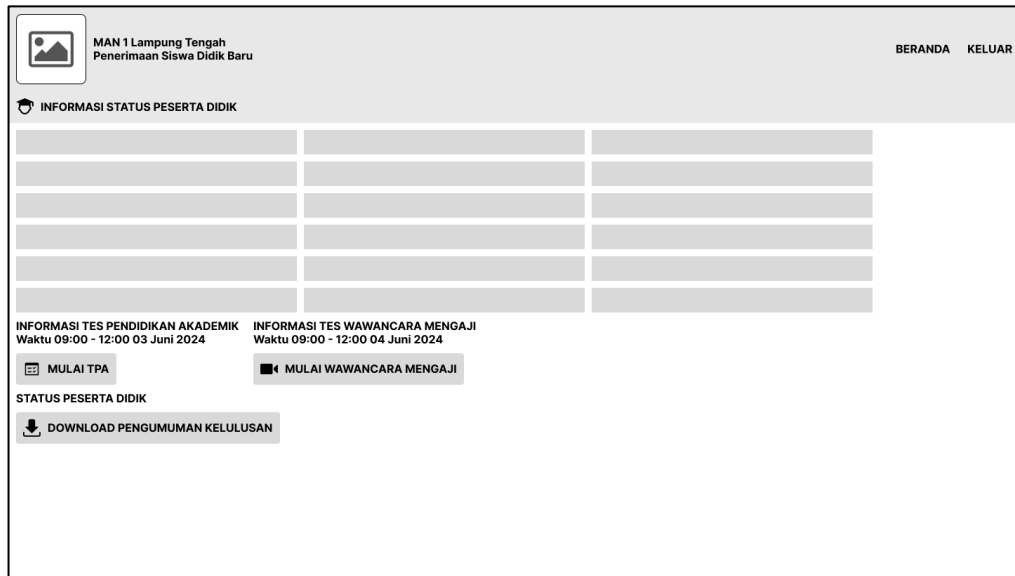 MAN 1 Lampung Tengah
Penerimaan Siswa Didik Baru
BERANDA KELUAR
INFORMASI STATUS PESERTA DIDIK
INFORMASI TES PENDIDIKAN AKADEMIK
Waktu 09:00 - 12:00 03 Juni 2024
INFORMASI TES WAWANCARA MENGAJI
Waktu 09:00 - 12:00 04 Juni 2024
MULAI TPA
MULAI WAWANCARA MENGAJI
STATUS PESERTA DIDIK
DOWNLOAD PENGUMUMAN KELULUSAN